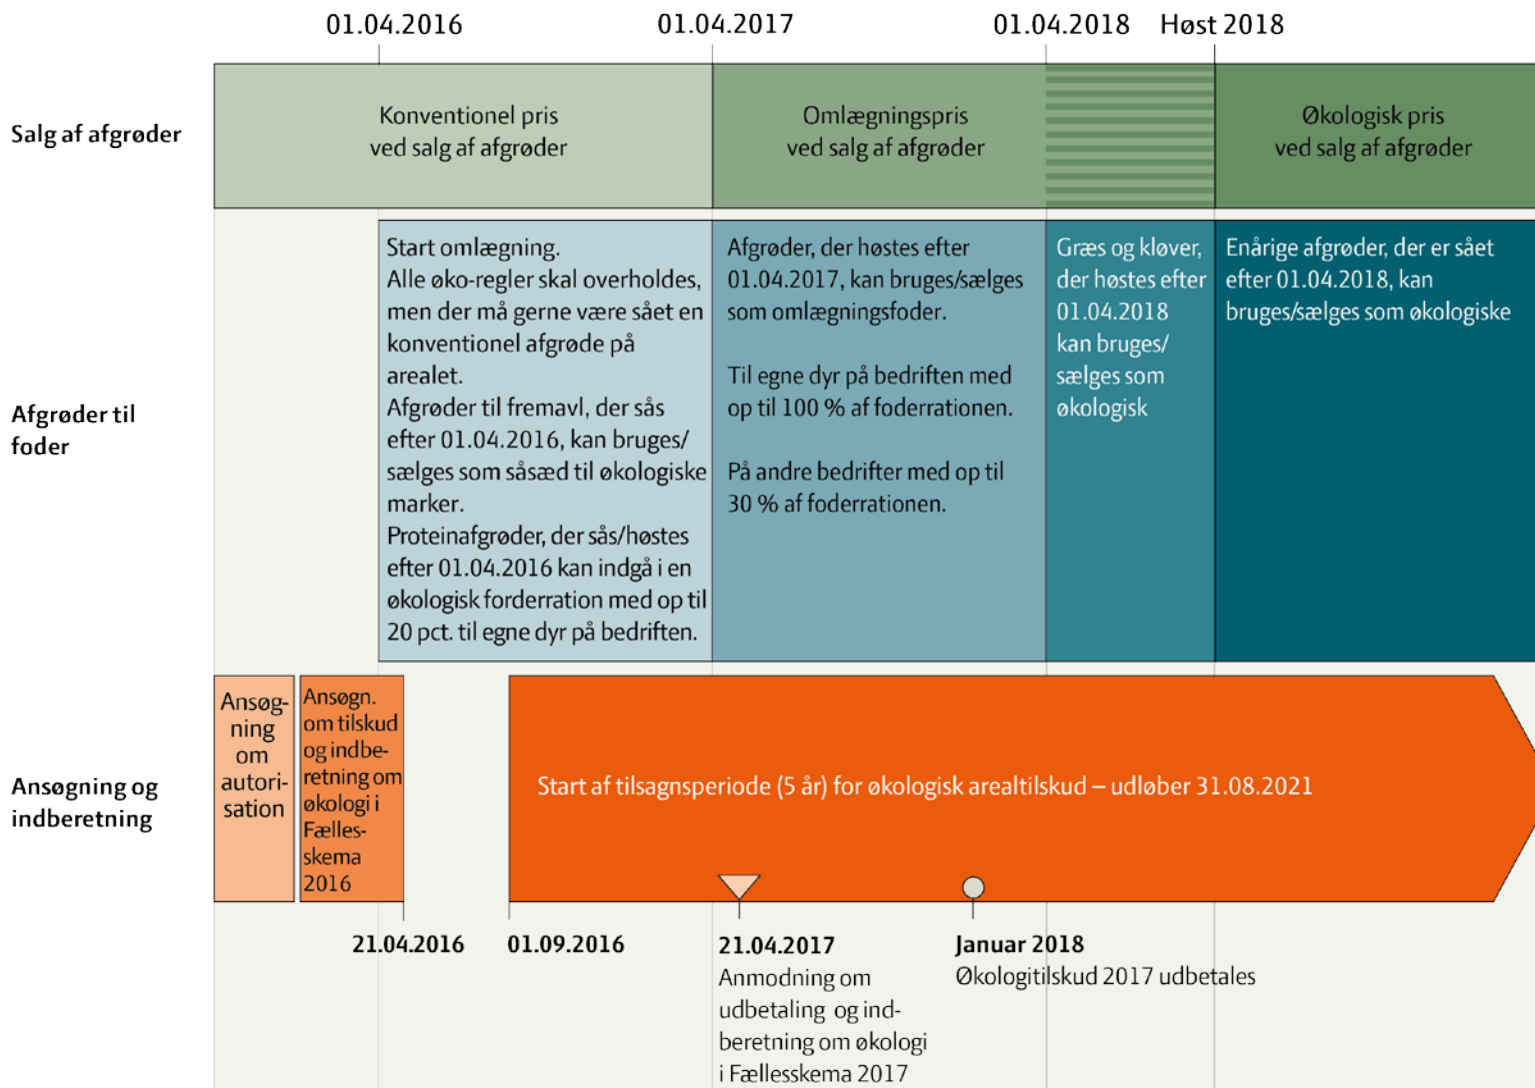 01.04.2016
01.04.2017
01.04.2018
Høst 2018
Salg af afgrøder
Konventionel pris
ved salg af afgrøder
Omlægningspris
ved salg af afgrøder
Økologisk pris
ved salg af afgrøder
Afgrøder til
foder
Start omlægning.
Alle øko-regler skal overholdes,
men der må gerne være sået en
konventionel afgrøde på
arealet.
Afgrøder til fremavl, der sås
efter 01.04.2016, kan bruges/
sælges som såsæd til økologiske
marker.
Proteinafgrøder, der sås/høstes
efter 01.04.2016 kan indgå i en
økologisk forderration med op til
20 pct. til egne dyr på bedriften.
Afgrøder, der høstes efter
01.04.2017, kan bruges/sælges
som omlægningsfoder.
Til egne dyr på bedriften med
op til 100 % af foderrationen.
På andre bedrifter med op til
30 % af foderrationen.
Græs og kløver,
der høstes efter
01.04.2018
kan bruges/
sælges som
økologisk
Enårige afgrøder, der er sået
efter 01.04.2018, kan
bruges/sælges som økologiske
Ansøgning og
indberetning
Ansøg-
ning
om
autori-
sation
Ansøgn.
om tilskud
og indbe-
retning om
økologi i
Fælles-
skema
2016
Start af tilsagnsperiode (5 år) for økologisk arealtilskud – udløber 31.08.2021
21.04.2016
01.09.2016
21.04.2017
Anmodning om
udbetaling og ind-
beretning om økologi
i Fællesskema 2017
Januar 2018
Økologitilskud 2017 udbetales